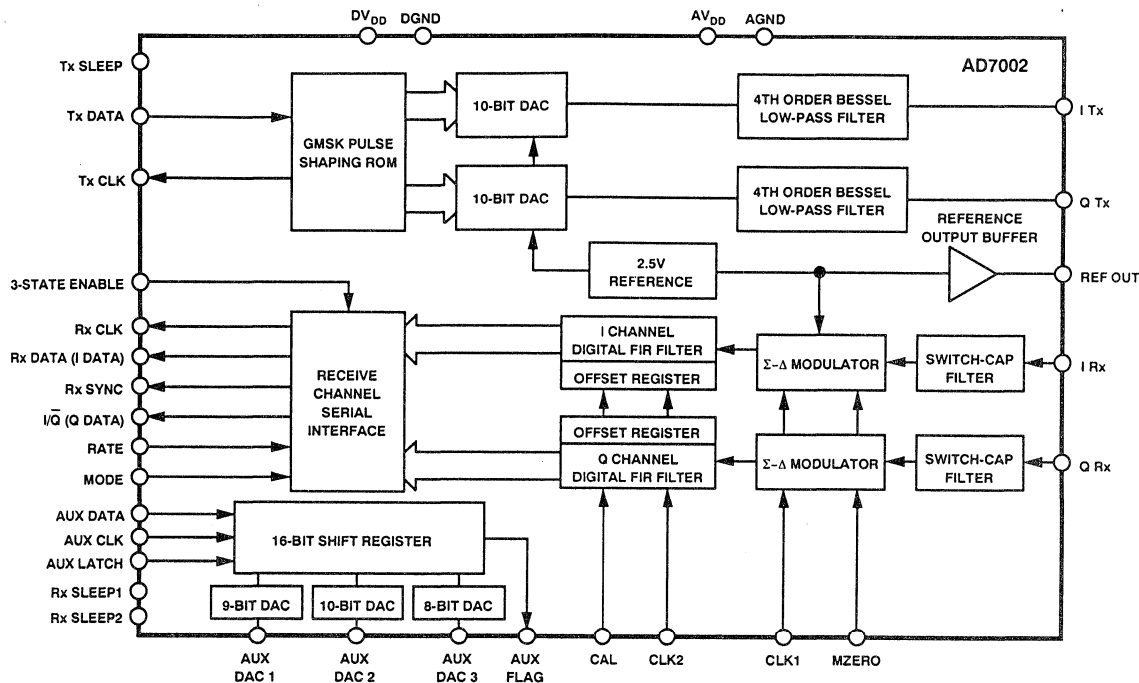 DVDD DGND AVDD AGND
AD7002
Tx SLEEP
Tx DATA
Tx CLK
GMSK PULSE
SHAPING ROM
10-BIT DAC
10-BIT DAC
4TH ORDER BESSEL
LOW-PASS FILTER
4TH ORDER BESSEL
LOW-PASS FILTER
I Tx
Q Tx
REFERENCE
OUTPUT BUFFER
2.5V
REFERENCE
REF OUT
3-STATE ENABLE
Rx CLK
Rx DATA (I DATA)
Rx SYNC
I/Q̅ (Q DATA)
RATE
MODE
RECEIVE
CHANNEL
SERIAL
INTERFACE
I CHANNEL
DIGITAL FIR FILTER
OFFSET REGISTER
OFFSET REGISTER
Q CHANNEL
DIGITAL FIR FILTER
Σ–Δ MODULATOR
Σ–Δ MODULATOR
SWITCH-CAP
FILTER
SWITCH-CAP
FILTER
I Rx
Q Rx
AUX DATA
AUX CLK
AUX LATCH
Rx SLEEP1
Rx SLEEP2
16-BIT SHIFT REGISTER
9-BIT DAC
10-BIT DAC
8-BIT DAC
AUX
DAC 1
AUX
DAC 2
AUX
DAC 3
AUX
FLAG
CAL
CLK2
CLK1
MZERO